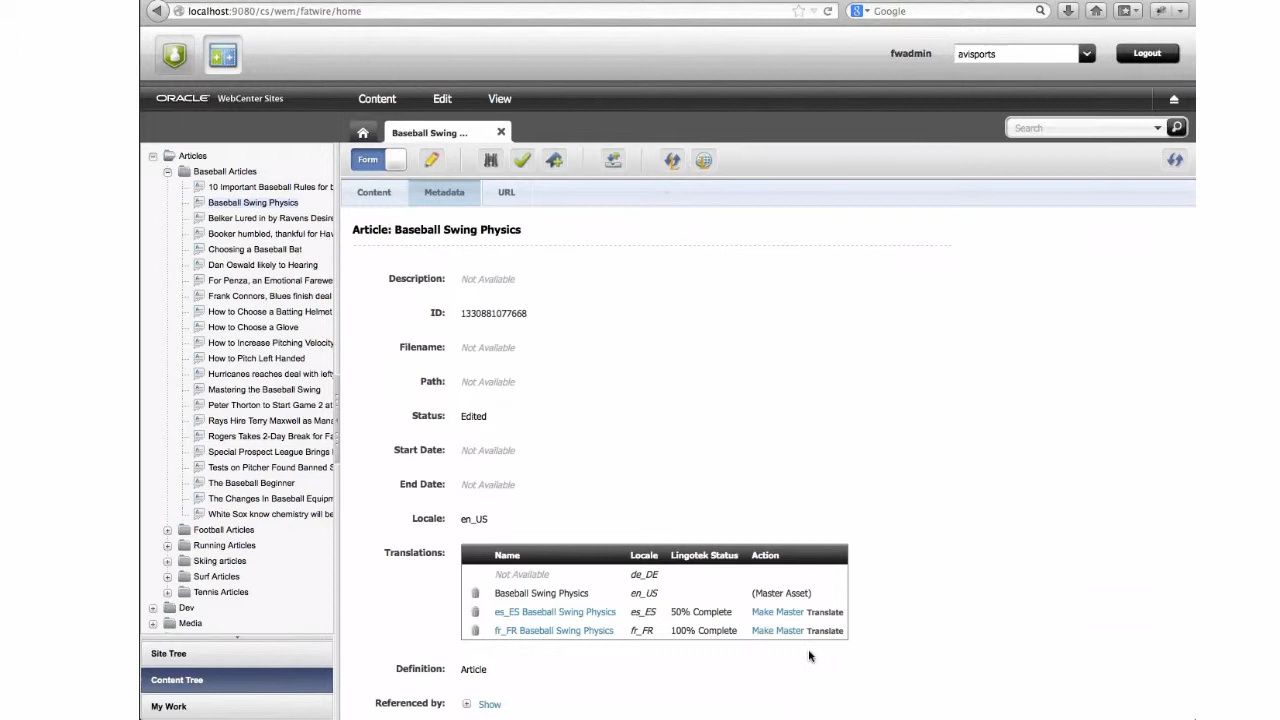 localhost:9080/cs/wem/fatwire/home
Google
fwadmin
avisports
Logout
ORACLE WebCenter Sites
Content Edit View
Baseball Swing ...
Search
Form
Content Metadata URL
Articles
Baseball Articles
10 Important Baseball Rules for b
Baseball Swing Physics
Belker Lured in by Ravens Desire
Booker humbled, thankful for Hav
Choosing a Baseball Bat
Dan Oswald likely to Hearing
For Penza, an Emotional Farewe
Frank Connors, Blues finish deal
How to Choose a Batting Helmet
How to Choose a Glove
How to Increase Pitching Velocity
How to Pitch Left Handed
Hurricanes reaches deal with left
Mastering the Baseball Swing
Peter Thorton to Start Game 2 at
Rays Hire Terry Maxwell as Mana
Rogers Takes 2-Day Break for Fa
Special Prospect League Brings
Tests on Pitcher Found Banned S
The Baseball Beginner
The Changes In Baseball Equipm
White Sox know chemistry will be
Football Articles
Running Articles
Skiing articles
Surf Articles
Tennis Articles
Dev
Media
Site Tree
Content Tree
My Work
Article: Baseball Swing Physics
Description: Not Available
ID: 1330881077668
Filename: Not Available
Path: Not Available
Status: Edited
Start Date: Not Available
End Date: Not Available
Locale: en_US
Translations:
Name Locale Lingotek Status Action
Not Available de_DE
Baseball Swing Physics en_US (Master Asset)
es_ES Baseball Swing Physics es_ES 50% Complete Make Master Translate
fr_FR Baseball Swing Physics fr_FR 100% Complete Make Master Translate
Definition: Article
Referenced by: Show